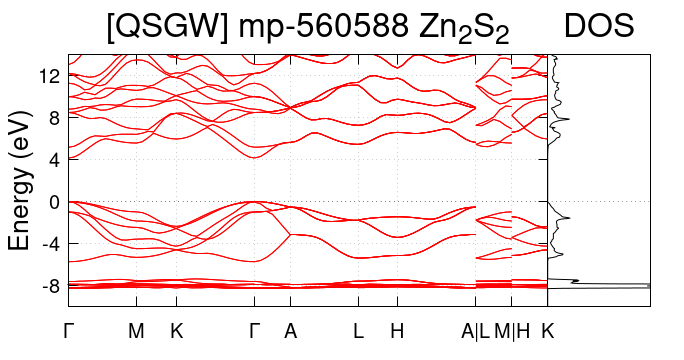 [QSGW] mp-560588 Zn₂S₂ DOS
Energy (eV)
12
8
4
0
-4
-8
Γ M K Γ A L H A|L M|H K